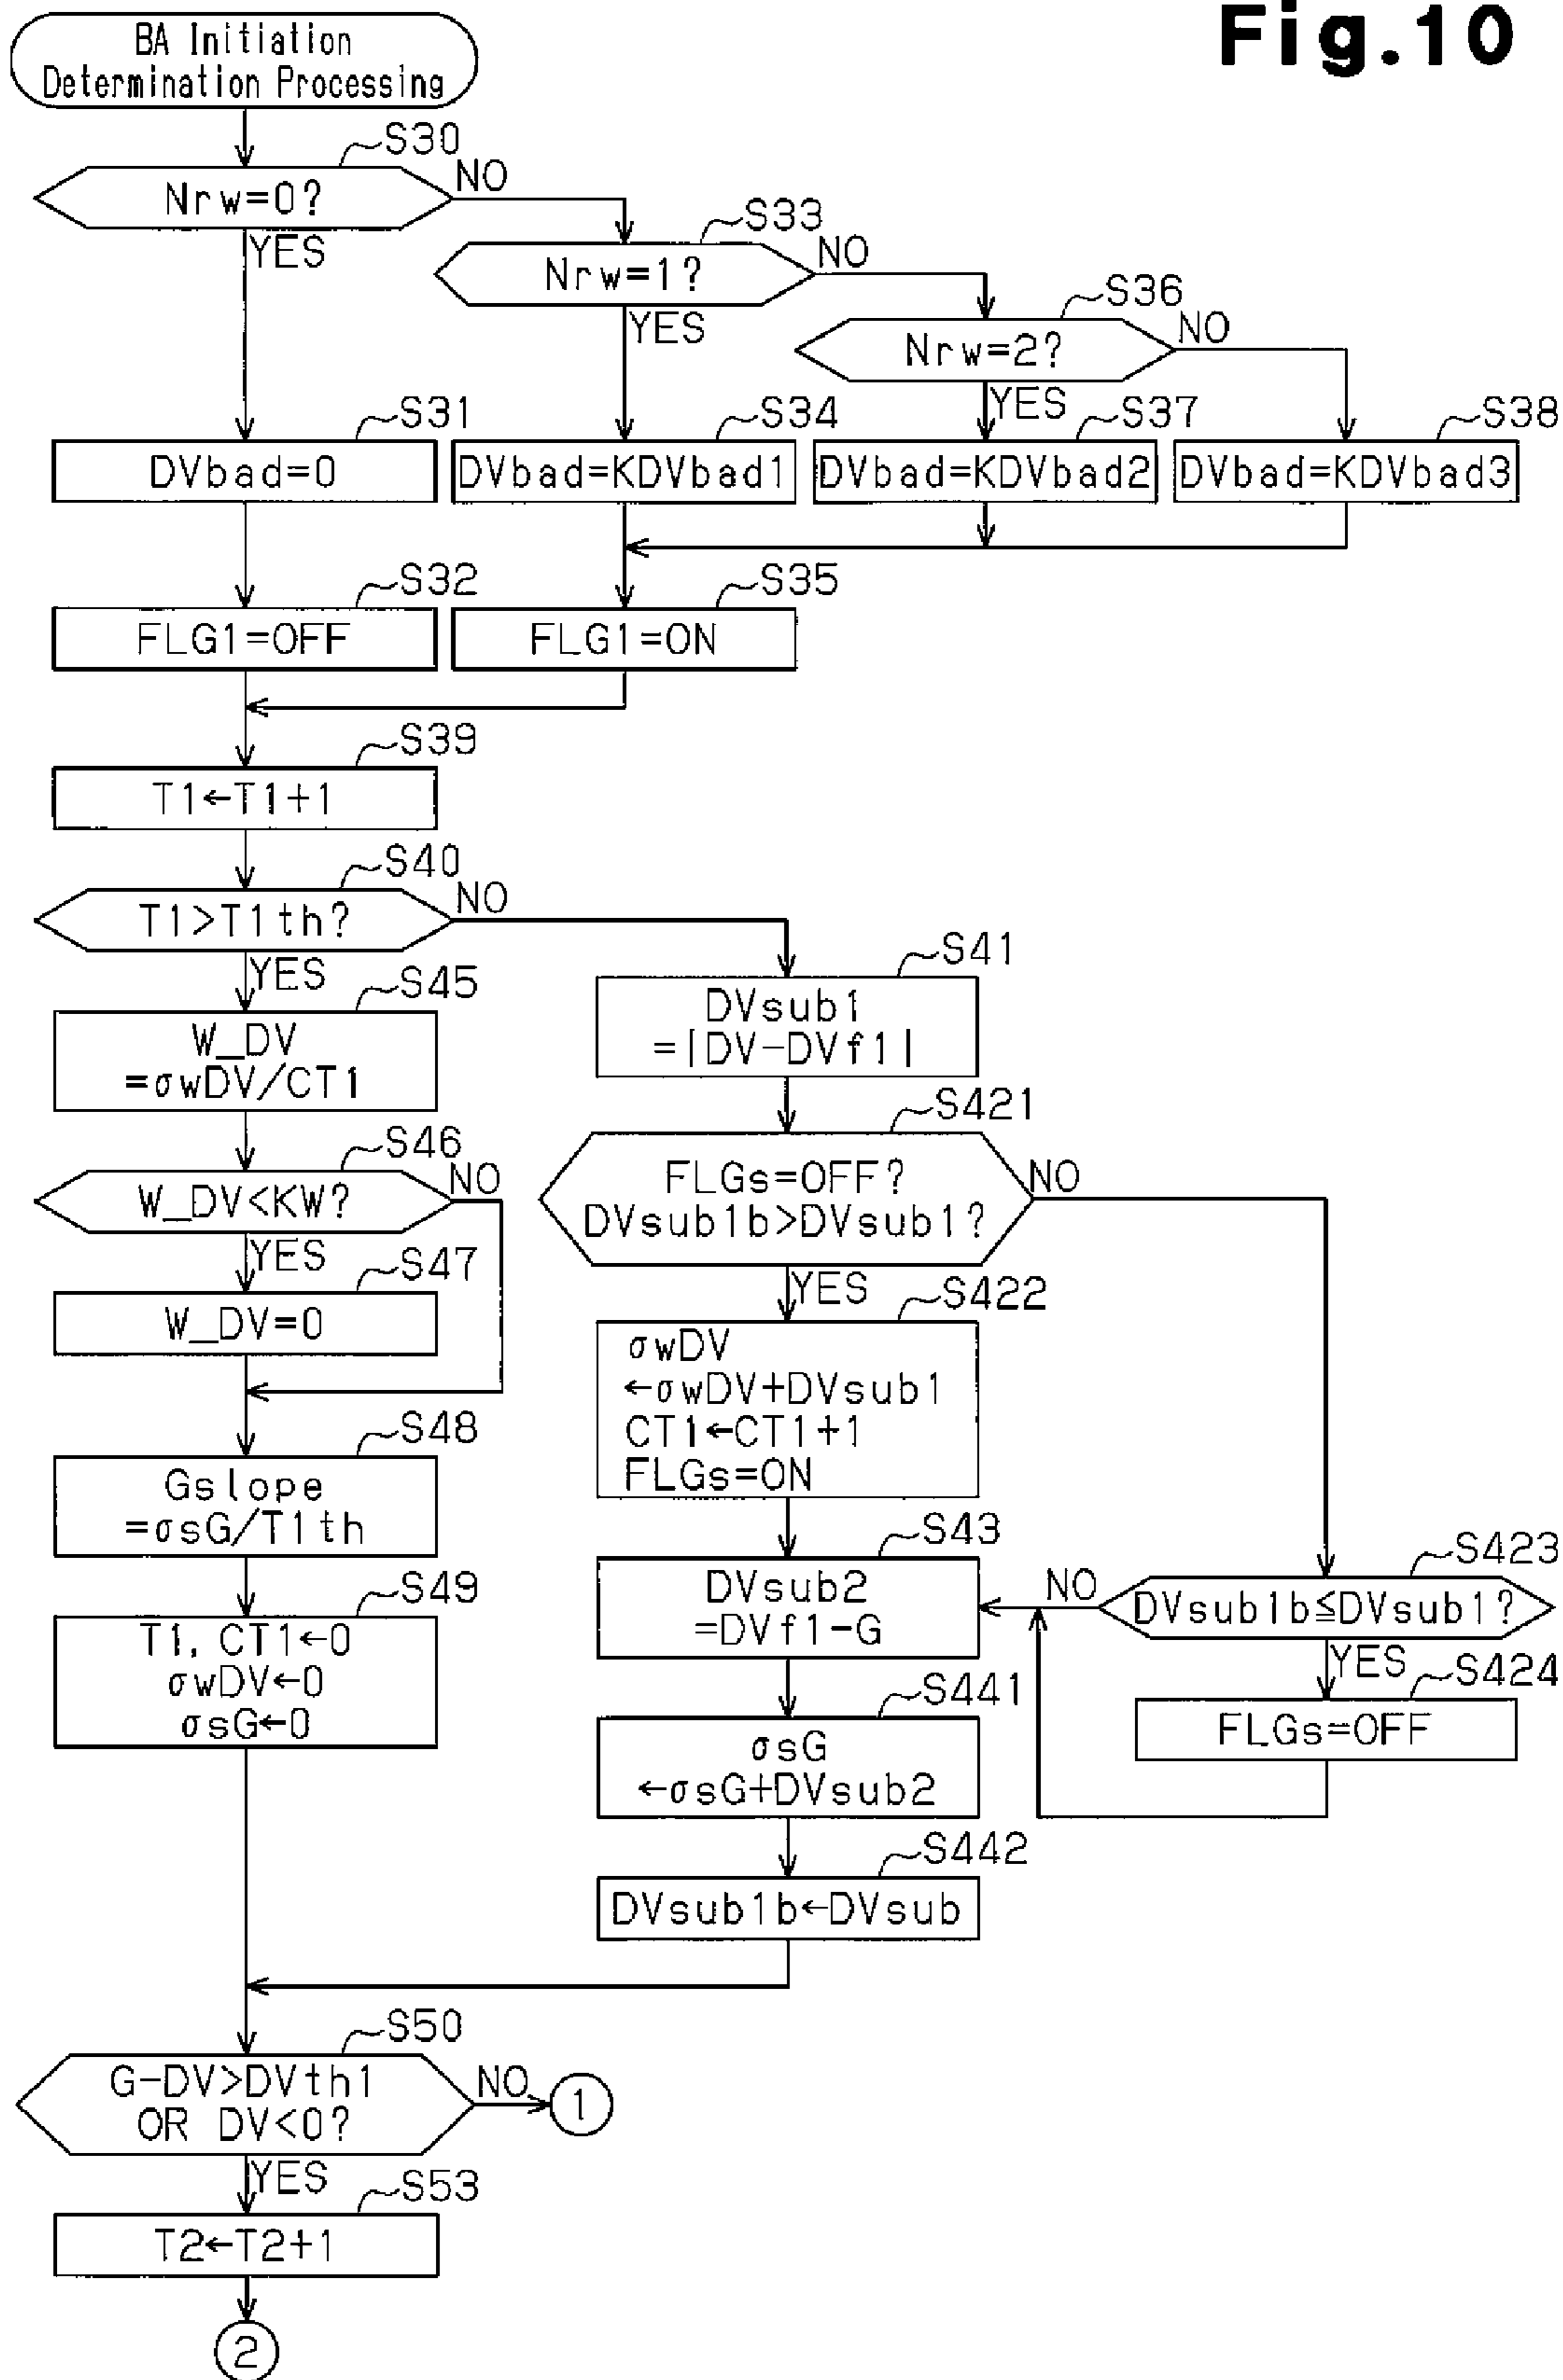 Fig.10
BA Initiation
Determination Processing
S30
Nrw=0?
NO
YES
S33
Nrw=1?
NO
YES
S36
Nrw=2?
NO
YES
S31
DVbad=0
S34
DVbad=KDVbad1
S37
DVbad=KDVbad2
S38
DVbad=KDVbad3
S32
FLG1=OFF
S35
FLG1=ON
S39
T1←T1+1
S40
T1>T1th?
NO
YES
S41
DVsub1
=|DV-DVf1|
S45
W_DV
=σwDV/CT1
S421
FLGs=OFF?
DVsub1b>DVsub1?
NO
YES
S46
W_DV<KW?
NO
YES
S47
W_DV=0
S422
σwDV
←σwDV+DVsub1
CT1←CT1+1
FLGs=ON
S48
Gslope
=σsG/T1th
S43
DVsub2
=DVf1-G
S423
DVsub1b≦DVsub1?
NO
YES
S424
FLGs=OFF
S49
T1, CT1←0
σwDV←0
σsG←0
S441
σsG
←σsG+DVsub2
S442
DVsub1b←DVsub
S50
G-DV>DVth1
OR DV<0?
NO
1
YES
S53
T2←T2+1
2